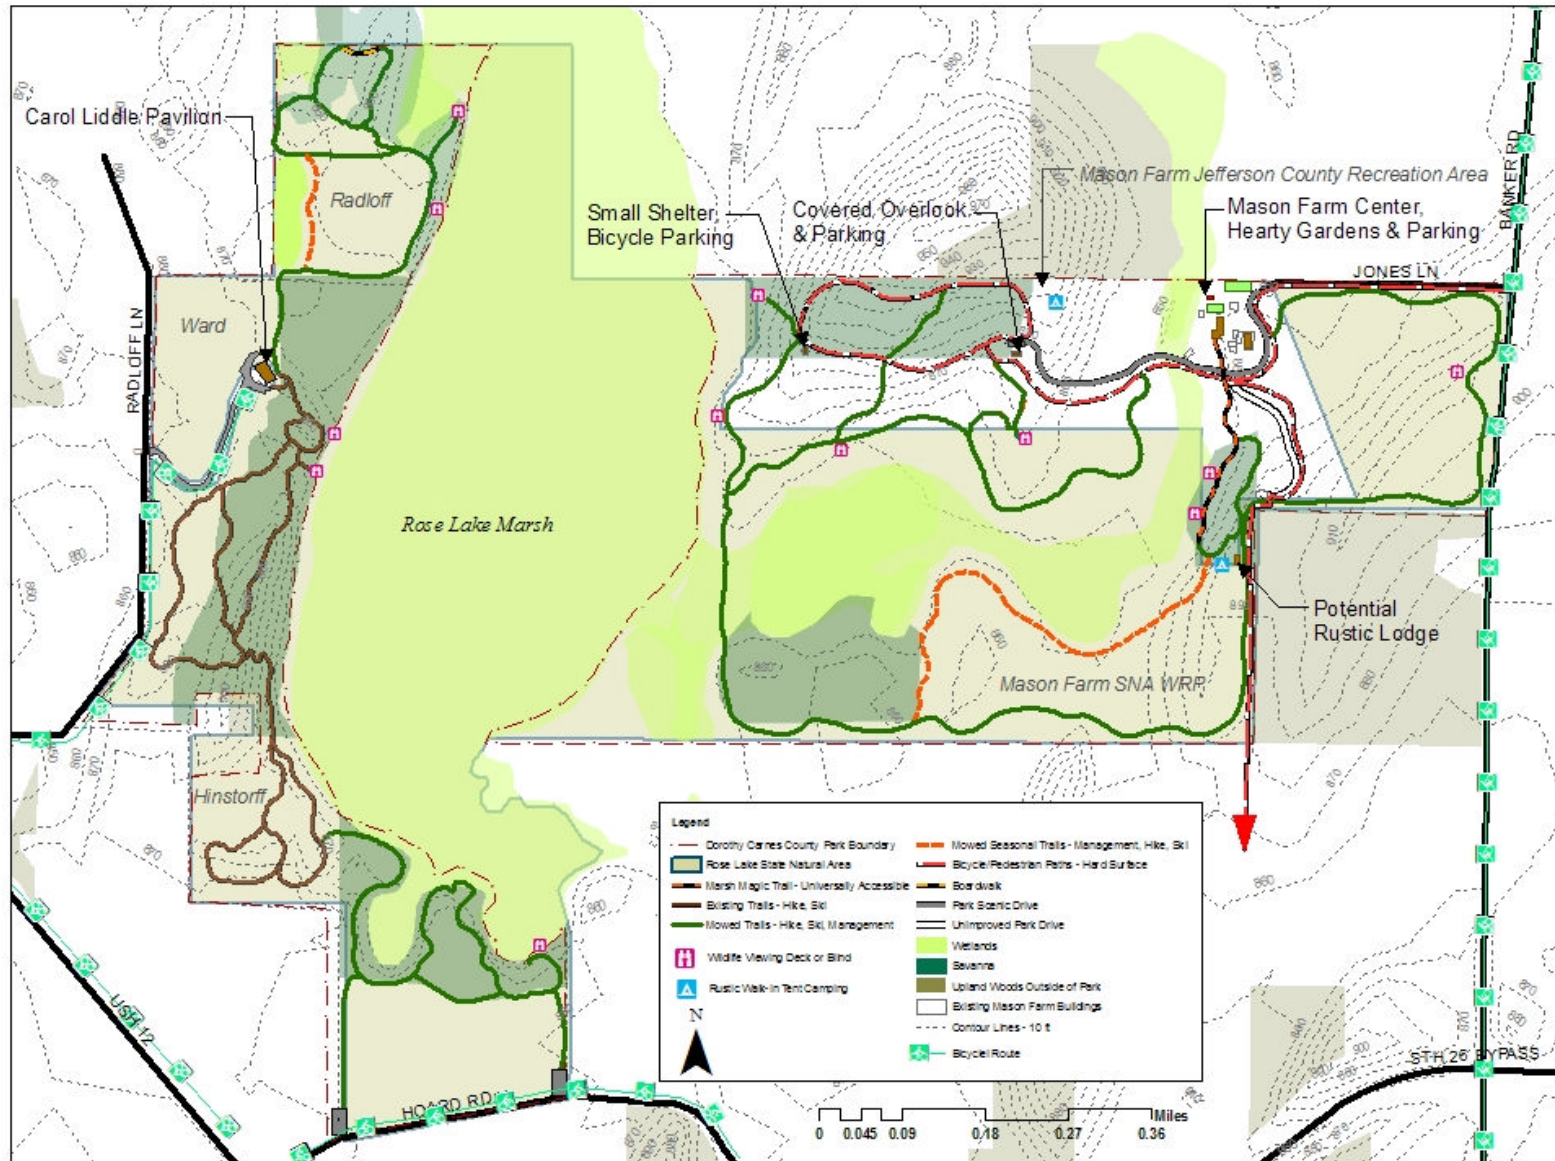 Carol Liddle Pavilion
Radloff
Ward
RADLOFF LN
Small Shelter,
Bicycle Parking
Covered Overlook
& Parking
Mason Farm Jefferson County Recreation Area
Mason Farm Center,
Hearty Gardens & Parking
BANKER RD
JONES LN
Rose Lake Marsh
Potential
Rustic Lodge
Mason Farm SNA WRP
Hinstorff
USH 12
HOARD RD
STH 26 BYPASS
Legend
Dorothy Carnes County Park Boundary
Rose Lake State Natural Area
Marsh Magic Trail - Universally Accessible
Existing Trails - Hike, Ski
Mowed Trails - Hike, Ski, Management
Wildlife Viewing Deck or Blind
Rustic Walk-In Tent Camping
N
Mowed Seasonal Trails - Management, Hike, Ski
Bicycle/Pedestrian Paths - Hard Surface
Boardwalk
Park Scenic Drive
Unimproved Park Drive
Wetlands
Savanna
Upland Woods Outside of Park
Existing Mason Farm Buildings
Contour Lines - 10 ft
Bicyclel Route
Miles
0 0.045 0.09 0.18 0.27 0.36